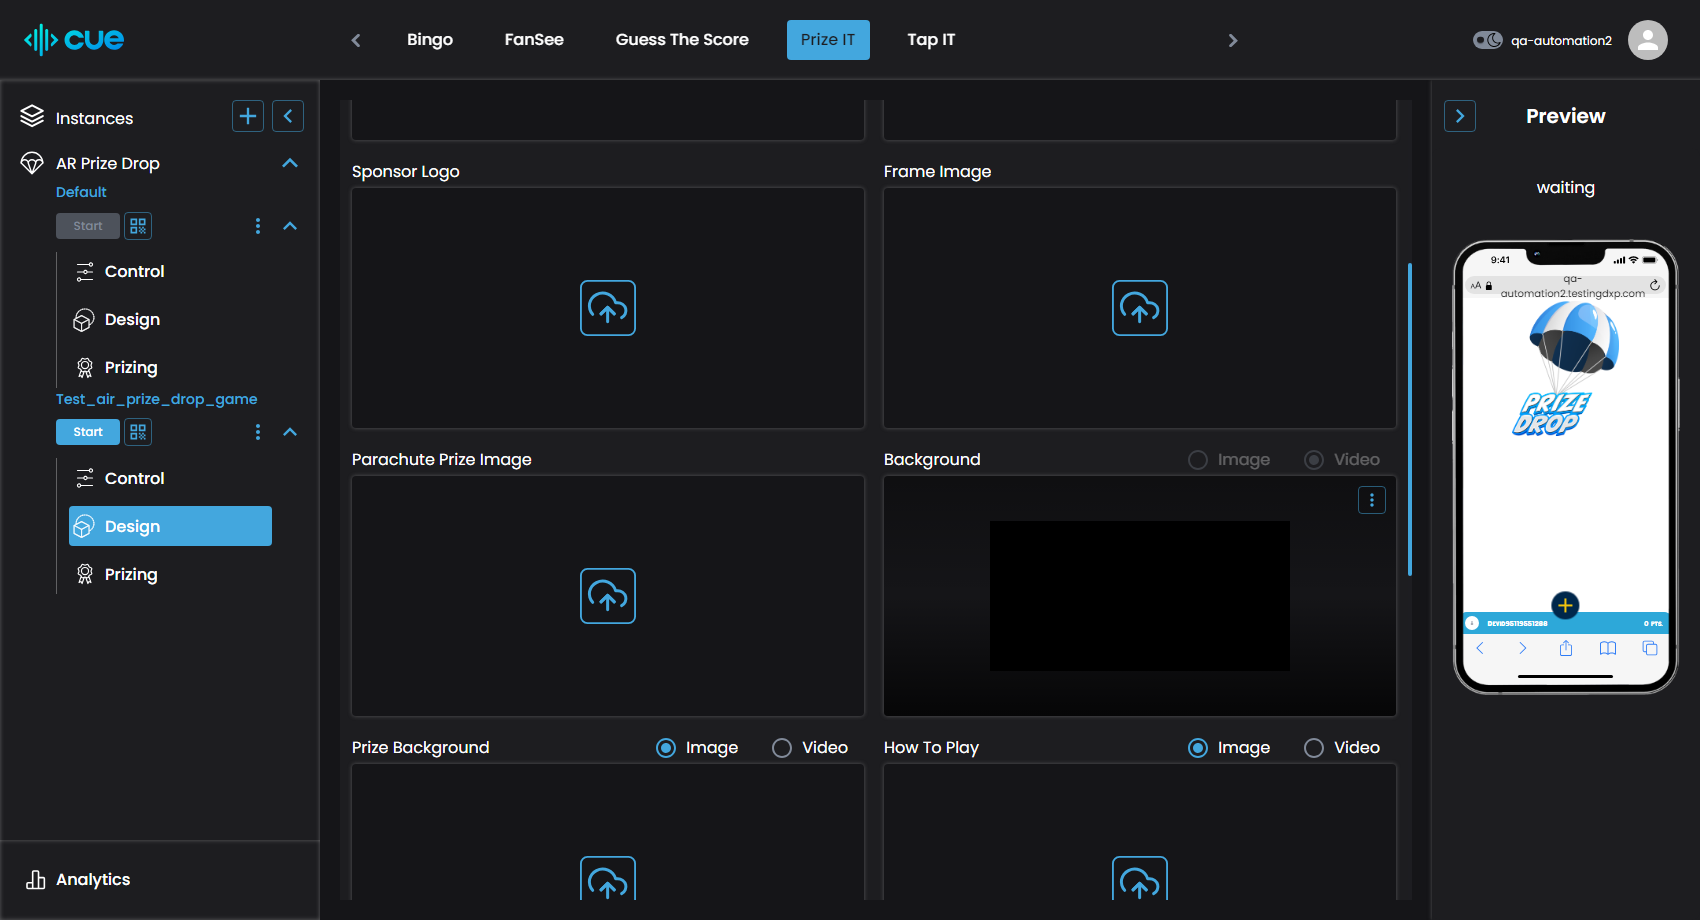 cue
Bingo
FanSee
Guess The Score
Prize IT
Tap IT
qa-automation2
Instances
AR Prize Drop
Default
Start
Control
Design
Prizing
Test_air_prize_drop_game
Start
Control
Design
Prizing
Analytics
Sponsor Logo
Frame Image
Parachute Prize Image
Background
Image
Video
Prize Background
Image
Video
How To Play
Image
Video
Preview
waiting
9:41
AA
qa-
automation2.testingdxp.com
PRIZE
DROP
0 PTS.